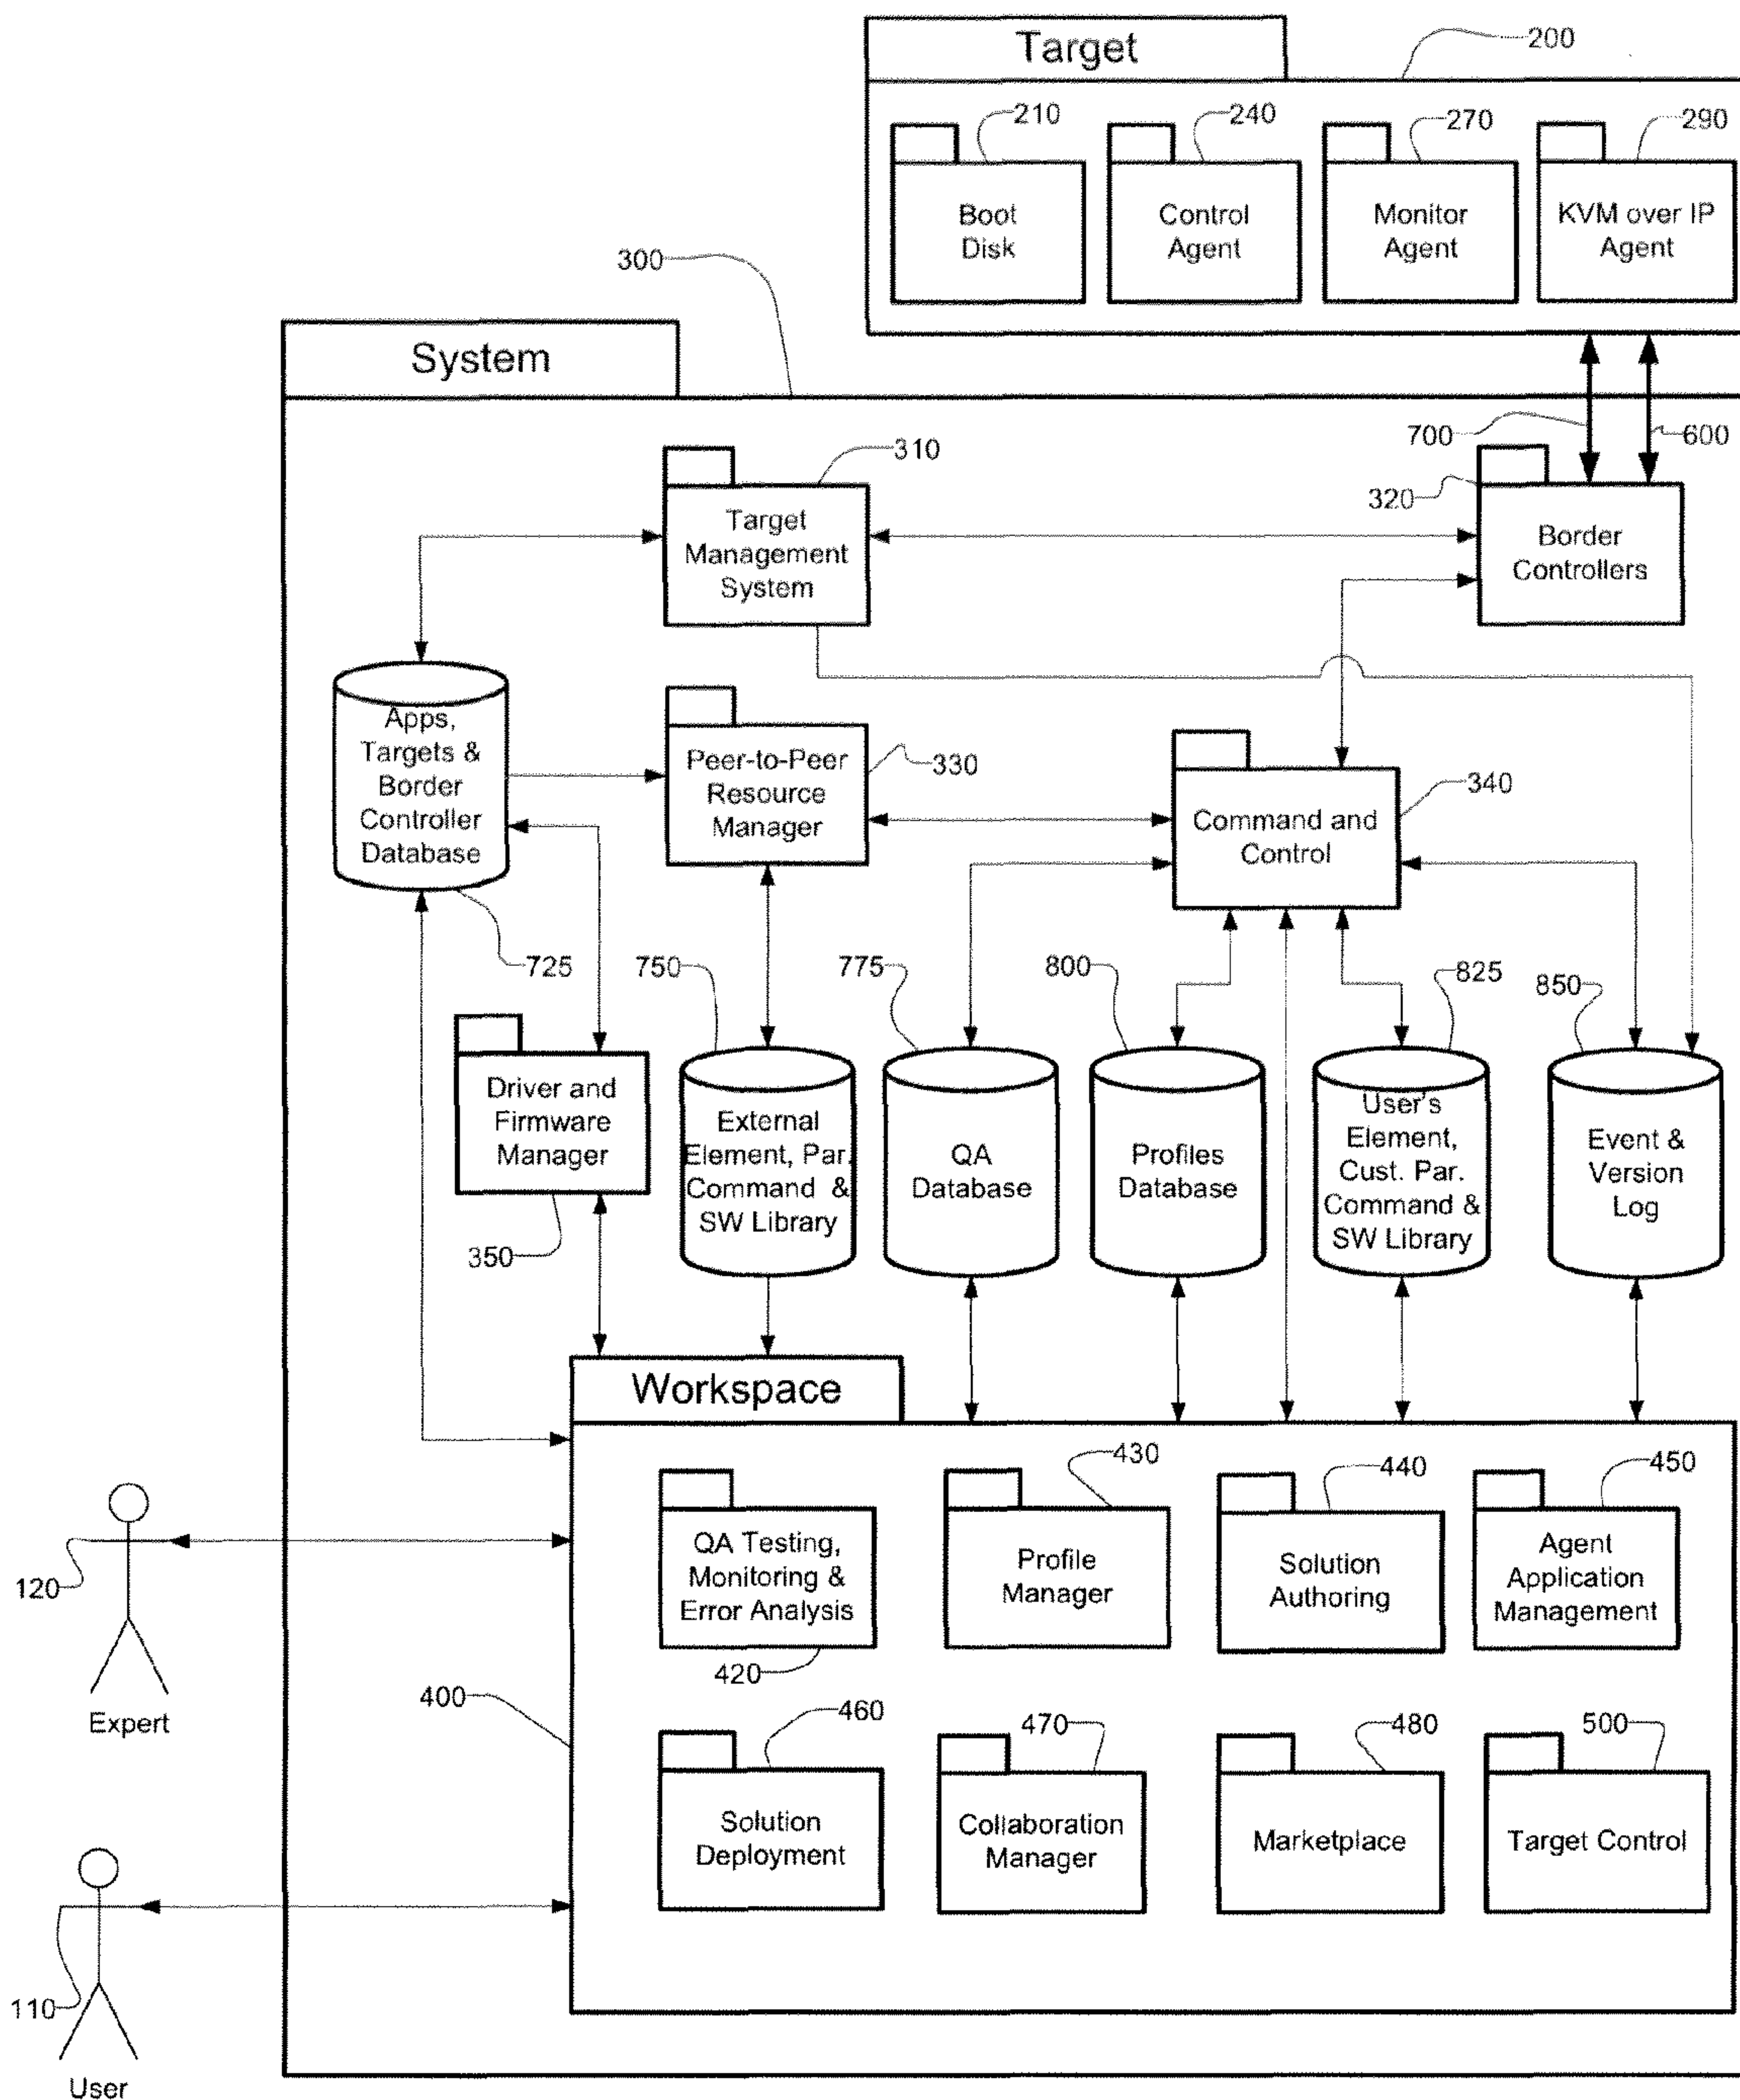 Target
200
210
240
270
290
Boot
Disk
Control
Agent
Monitor
Agent
KVM over IP
Agent
300
System
700
600
310
320
Target
Management
System
Border
Controllers
Apps,
Targets &
Border
Controller
Database
Peer-to-Peer
Resource
Manager
330
340
Command and
Control
725
750
775
800
825
850
Driver and
Firmware
Manager
350
External
Element, Par.
Command &
SW Library
QA
Database
Profiles
Database
User's
Element,
Cust. Par.
Command &
SW Library
Event &
Version
Log
Workspace
430
440
450
QA Testing,
Monitoring &
Error Analysis
420
Profile
Manager
Solution
Authoring
Agent
Application
Management
120
Expert
400
460
470
480
500
Solution
Deployment
Collaboration
Manager
Marketplace
Target Control
110
User